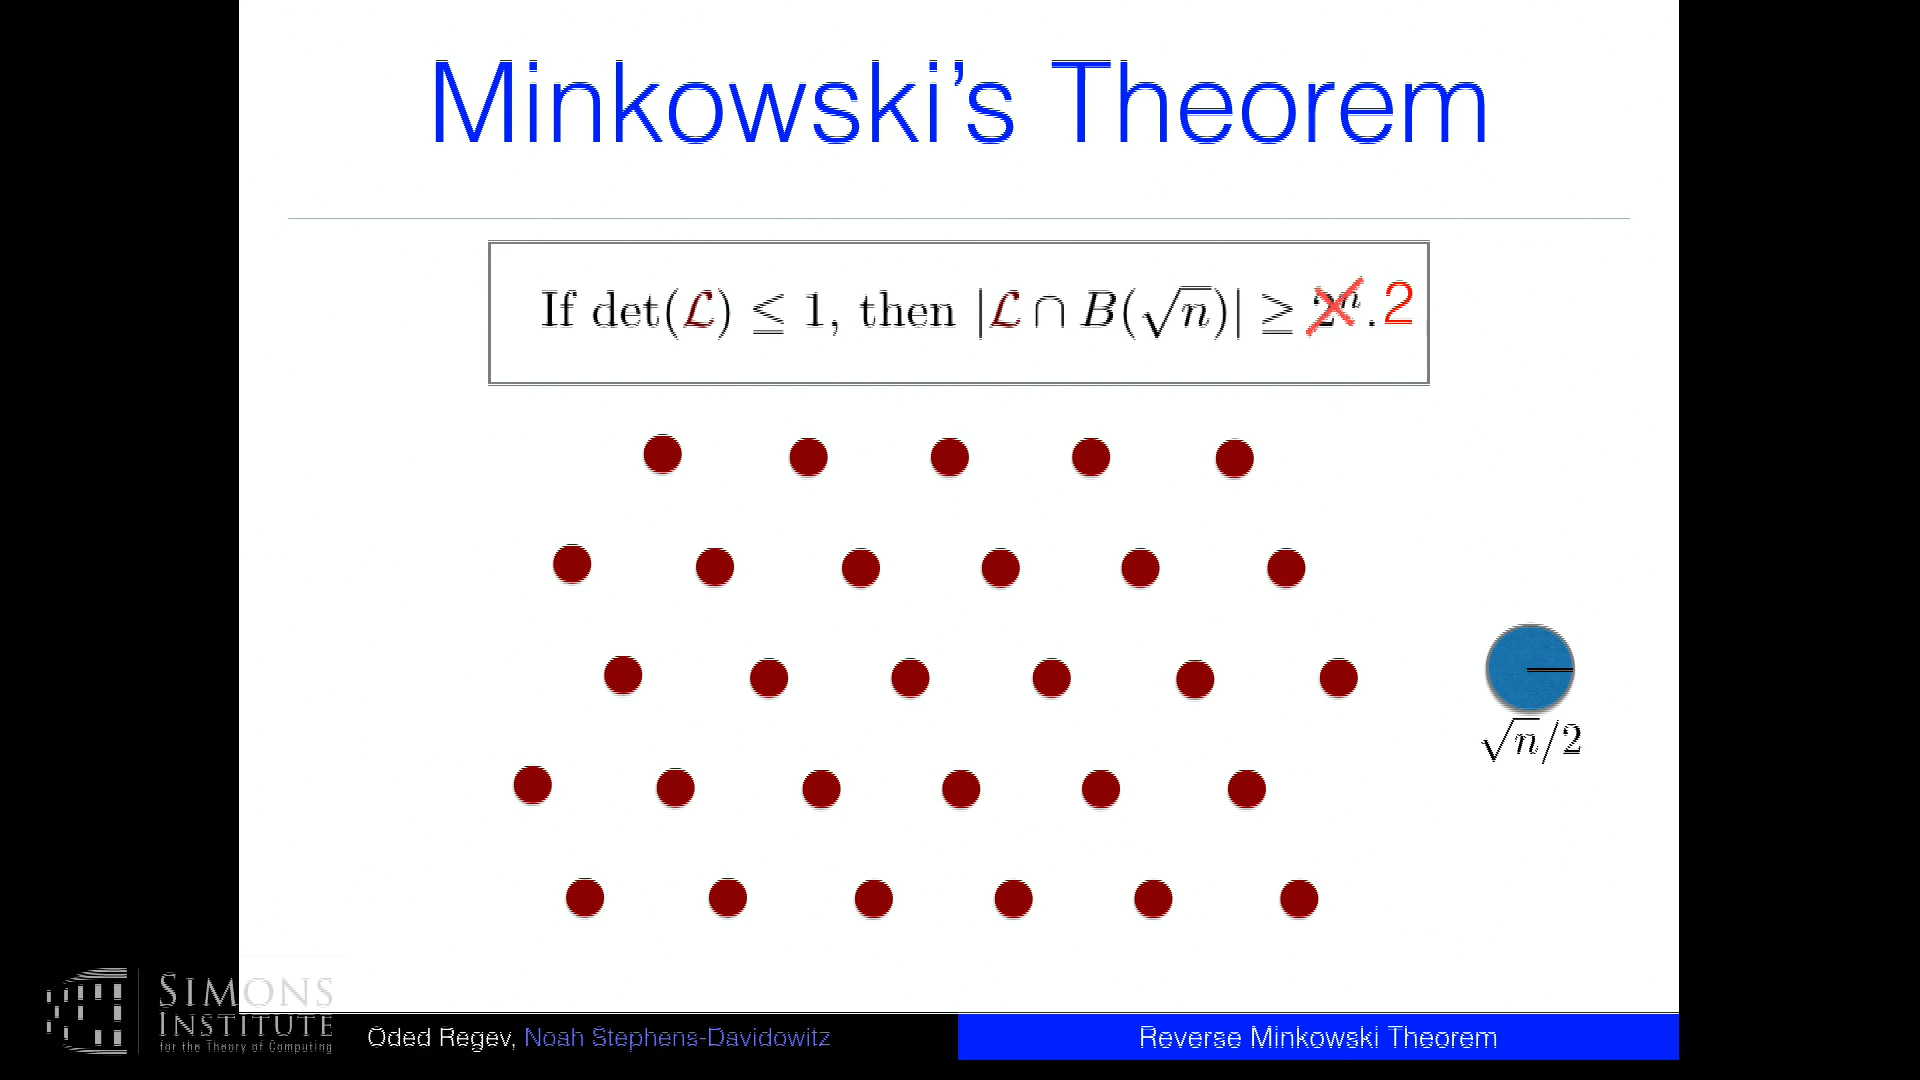 Minkowski's Theorem
If det(ℒ) ≤ 1, then |ℒ ∩ B(√n)| ≥ 2ⁿ. 2
√n/2
SIMONS
INSTITUTE
for the Theory of Computing
Oded Regev, Noah Stephens-Davidowitz
Reverse Minkowski Theorem